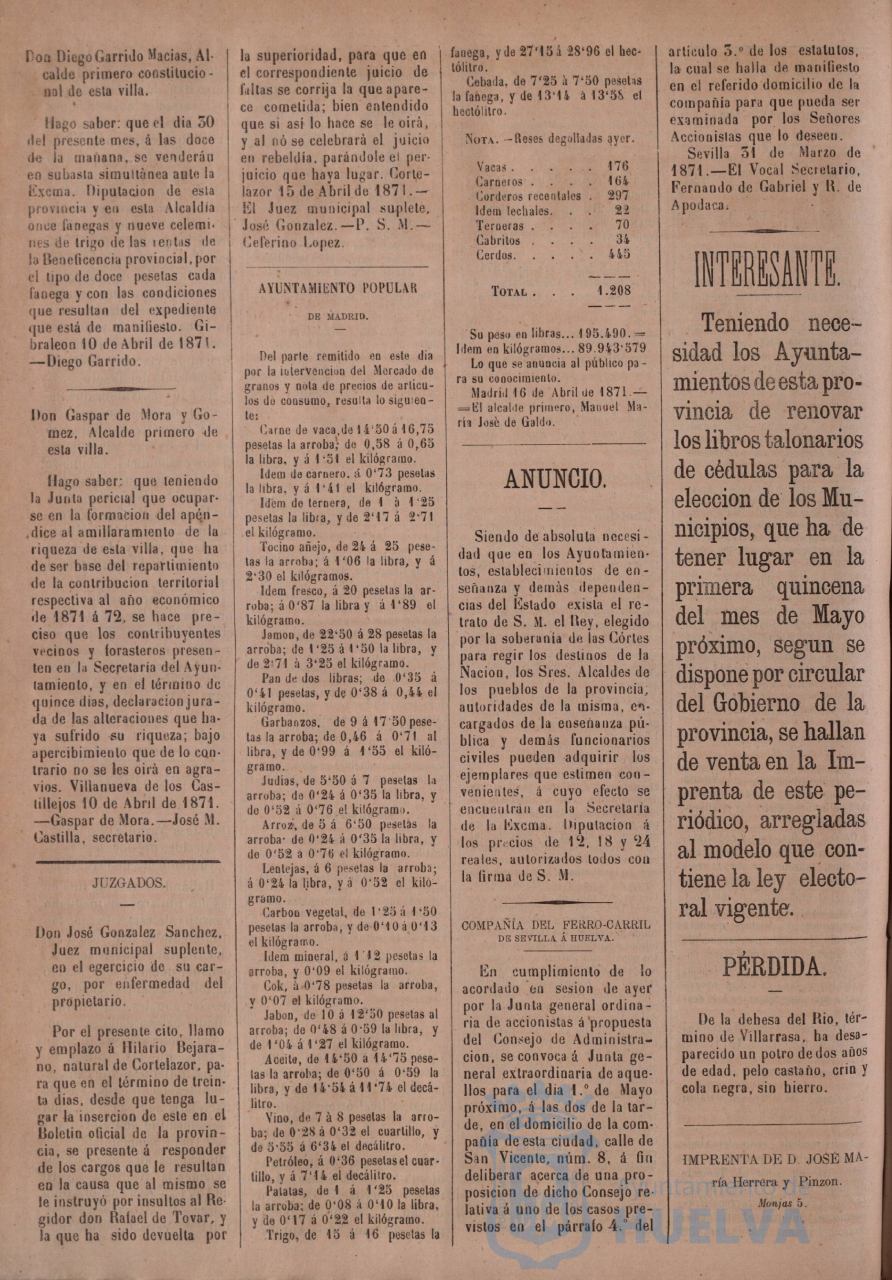 Don Diego Garrido Macias, Al-
calde primero constitucio-
nal de esta villa.
Hago saber: que el dia 30
del presente mes, á las doce
de la mañana, se venderán
en subasta simultánea ante la
Excma. Diputacion de esta
provincia y en esta Alcaldía
once fanegas y nueve celemi-
nes de trigo de las rentas de
la Beneficencia provincial, por
el tipo de doce pesetas cada
fanega y con las condiciones
que resultan del expediente
que está de manifiesto. Gi-
braleon 10 de Abril de 1871.
—Diego Garrido.
Don Gaspar de Mora y Go-
mez, Alcalde primero de
esta villa.
Hago saber: que teniendo
la Junta pericial que ocupar-
se en la formacion del apén-
dice al amillaramiento de la
riqueza de esta villa, que ha
de ser base del repartimiento
de la contribucion territorial
respectiva al año económico
de 1871 á 72, se hace pre-
ciso que los contribuyentes
vecinos y forasteros presen-
ten en la Secretaría del Ayun-
tamiento, y en el término de
quince dias, declaracion jura-
da de las alteraciones que ha-
ya sufrido su riqueza; bajo
apercibimiento que de lo con-
trario no se les oirá en agra-
vios. Villanueva de los Cas-
tillejos 10 de Abril de 1871.
—Gaspar de Mora.—José M.
Castilla, secretario.
JUZGADOS.
Don José Gonzalez Sanchez,
Juez municipal suplente,
en el egercicio de su car-
go, por enfermedad del
propietario.
Por el presente cito, llamo
y emplazo á Hilario Bejara-
no, natural de Cortelazor, pa-
ra que en el término de trein-
ta dias, desde que tenga lu-
gar la insercion de este en el
Boletin oficial de la provin-
cia, se presente á responder
de los cargos que le resultan
en la causa que al mismo se
le instruyó por insultos al Re-
gidor don Rafael de Tovar, y
la que ha sido devuelta por
la superioridad, para que en
el correspondiente juicio de
faltas se corrija la que apare-
ce cometida; bien entendido
que si asi lo hace se le oirá,
y al nó se celebrará el juicio
en rebeldía, parándole el per-
juicio que haya lugar. Corte-
lazor 15 de Abril de 1871.—
El Juez municipal suplete,
José Gonzalez.—P. S. M.—
Ceferino Lopez.
AYUNTAMIENTO POPULAR
DE MADRID.
Del parte remitido en este dia
por la intervencion del Mercado de
granos y nota de precios de articu-
los de consumo, resulta lo siguien-
te:
Carne de vaca, de 14'50 á 16,75
pesetas la arroba; de 0,58 á 0,65
la libra, y á 1'51 el kilógramo.
Idem de carnero, á 0'73 pesetas
la libra, y á 1'41 el kilógramo.
Idem de ternera, de 1 à 1'25
pesetas la libra, y de 2'17 á 2'71
el kilógramo.
Tocino añejo, de 24 á 25 pese-
tas la arroba; á 1'06 la libra, y á
2'30 el kilógramos.
Idem fresco, á 20 pesetas la ar-
roba; á 0'87 la libra y á 1'89 el
kilógramo.
Jamon, de 22'50 á 28 pesetas la
arroba; de 1'25 á 1'50 la libra, y
de 2'71 á 3'25 el kilógramo.
Pan de dos libras; de 0'35 á
0'41 pesetas, y de 0'38 á 0,44 el
kilógramo.
Garbanzos, de 9 á 17'50 pese-
tas la arroba; de 0,46 á 0'71 al
libra, y de 0'99 á 1'55 el kiló-
gramo.
Judias, de 5'50 á 7 pesetas la
arroba; de 0'24 á 0'35 la libra, y
de 0'52 á 0'76 el kilógramo.
Arroz, de 5 á 6'50 pesetas la
arroba· de 0'24 á 0'35 la libra, y
de 0'52 a 0'76 el kilógramo.
Lentejas, á 6 pesetas la arroba;
á 0'24 la libra, y á 0'52 el kiló-
gramo.
Carbon vegetal, de 1'25 á 1'50
pesetas la arroba, y de 0'10 á 0'13
el kilógramo.
Idem mineral, á 1'12 pesetas la
arroba, y 0'09 el kilógramo.
Cok, à 0'78 pesetas la arroba,
y 0'07 el kilógramo.
Jabon, de 10 á 12'50 pesetas al
arroba; de 0'48 á 0'59 la libra, y
de 1'04 á 1'27 el kilógramo.
Aceite, de 14'50 a 14'75 pese-
tas la arroba; de 0'50 á 0'59 la
libra, y de 14'54 á 11'74 el decá-
litro.
Vino, de 7 à 8 pesetas la arro-
ba; de 0'28 á 0'32 el cuartillo, y
de 5'55 á 6'34 el decálitro.
Petróleo, á 0'36 pesetas el cuar-
tillo, y á 7'14 el decálitro.
Patatas, de 1 á 1'25 pesetas
la arroba; de 0'08 á 0'10 la libra,
y de 0'17 á 0'22 el kilógramo.
Trigo, de 15 á 16 pesetas la
fanega, y de 27'15 á 28'96 el hec-
tólitro.
Cebada, de 7'25 à 7'50 pesetas
la fanega, y de 13'14 à 13'58 el
hectólitro.
NOTA. —Reses degolladas ayer.
Vacas . . . . . 176
Carneros . . . . 164
Corderos recentales . 297
Idem lechales. . . 22
Terneras . . . . 70
Cabritos . . . . 34
Cerdos. . . . . 445
TOTAL . . . 1.208
Su peso en libras... 195.490. =
Idem en kilógramos... 89.943'579
Lo que se anuncia al público pa-
ra su conocimiento.
Madrid 16 de Abril de 1871.—
=El alcalde primero, Manuel Ma-
ría Josè de Galdo.
ANUNCIO.
Siendo de absoluta necesi-
dad que en los Ayuntamien-
tos, establecimientos de en-
señanza y demàs dependen-
cias del Estado exista el re-
trato de S. M. el Rey, elegido
por la soberanía de las Córtes
para regir los destinos de la
Nacion, los Sres. Alcaldes de
los pueblos de la provincia,
autoridades de la misma, en-
cargados de la enseñanza pú-
blica y demás funcionarios
civiles pueden adquirir los
ejemplares que estimen con-
venientes, á cuyo efecto se
encuentran en la Secretaría
de la Excma. Diputacion á
los precios de 12, 18 y 24
reales, autorizados todos con
la firma de S. M.
COMPAÑÍA DEL FERRO-CARRIL
DE SEVILLA Á HUELVA.
En cumplimiento de lo
acordado en sesion de ayer
por la Junta general ordina-
ria de accionistas á propuesta
del Consejo de Administra-
cion, se convoca á Junta ge-
neral extraordinaria de aque-
llos para el dia 1.º de Mayo
próximo, á las dos de la tar-
de, en el domicilio de la com-
pañía de esta ciudad, calle de
San Vicente, núm. 8, á fin
deliberar acerca de una pro-
posicion de dicho Consejo re-
lativa á uno de los casos pre-
vistos en el párrafo 4.º del
artículo 3.º de los estatutos,
la cual se halla de manifiesto
en el referido domicilio de la
compañía para que pueda ser
examinada por los Señores
Accionistas que lo deseen.
Sevilla 31 de Marzo de
1871.—El Vocal Secretario,
Fernando de Gabriel y R. de
Apodaca.
INTERESANTE.
Teniendo nece-
sidad los Ayunta-
mientos de esta pro-
vincia de renovar
los libros talonarios
de cédulas para la
eleccion de los Mu-
nicipios, que ha de
tener lugar en la
primera quincena
del mes de Mayo
próximo, segun se
dispone por circular
del Gobierno de la
provincia, se hallan
de venta en la Im-
prenta de este pe-
riódico, arregladas
al modelo que con-
tiene la ley electo-
ral vigente.
PÉRDIDA.
De la dehesa del Rio, tér-
mino de Villarrasa, ha desa-
parecido un potro de dos años
de edad, pelo castaño, crin y
cola negra, sin hierro.
IMPRENTA DE D. JOSÉ MA-
ría Herrera y Pinzon.
Monjas 5.
Ayuntamiento
HUELVA